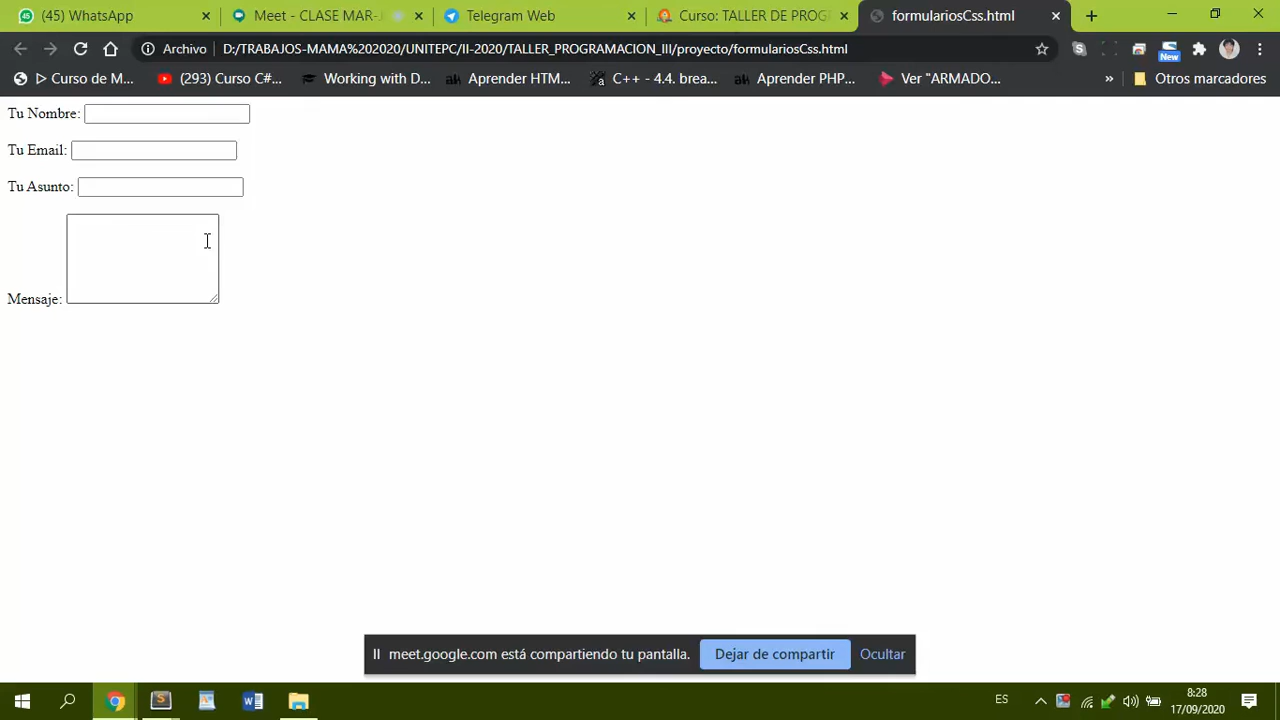 (45) WhatsApp
Meet - CLASE MAR-
Telegram Web
Curso: TALLER DE PROG
formulariosCss.html
Archivo
D:/TRABAJOS-MAMA%202020/UNITEPC/II-2020/TALLER_PROGRAMACION_III/proyecto/formulariosCss.html
New
Curso de M...
(293) Curso C#...
Working with D...
Aprender HTM...
C++ - 4.4. brea...
Aprender PHP...
Ver "ARMADO...
»
Otros marcadores
Tu Nombre:
Tu Email:
Tu Asunto:
Mensaje:
meet.google.com está compartiendo tu pantalla.
Dejar de compartir
Ocultar
ES
8:28
17/09/2020